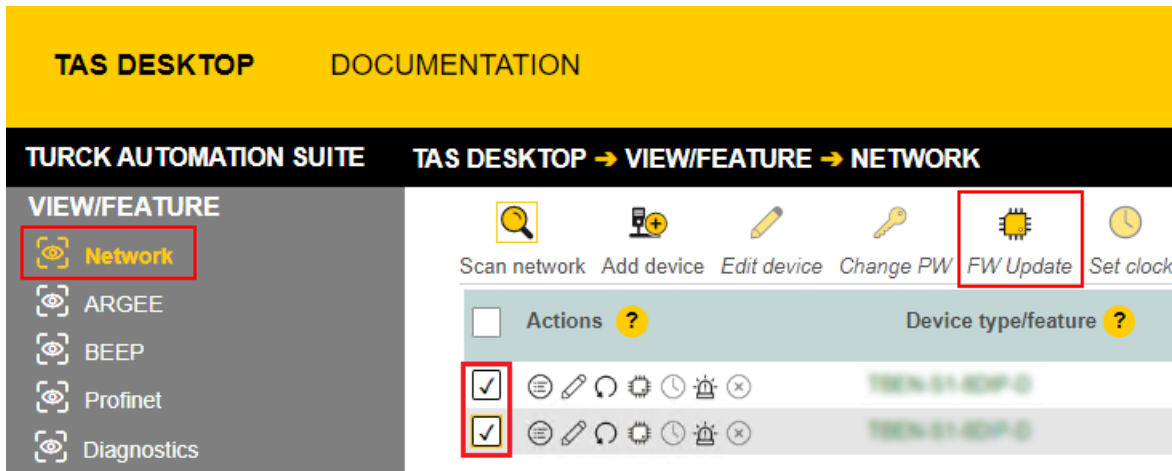 TAS DESKTOP DOCUMENTATION
TURCK AUTOMATION SUITE TAS DESKTOP ➔ VIEW/FEATURE ➔ NETWORK
VIEW/FEATURE
Network
ARGEE
BEEP
Profinet
Diagnostics
Scan network Add device Edit device Change PW FW Update Set clock
Actions ? Device type/feature ?